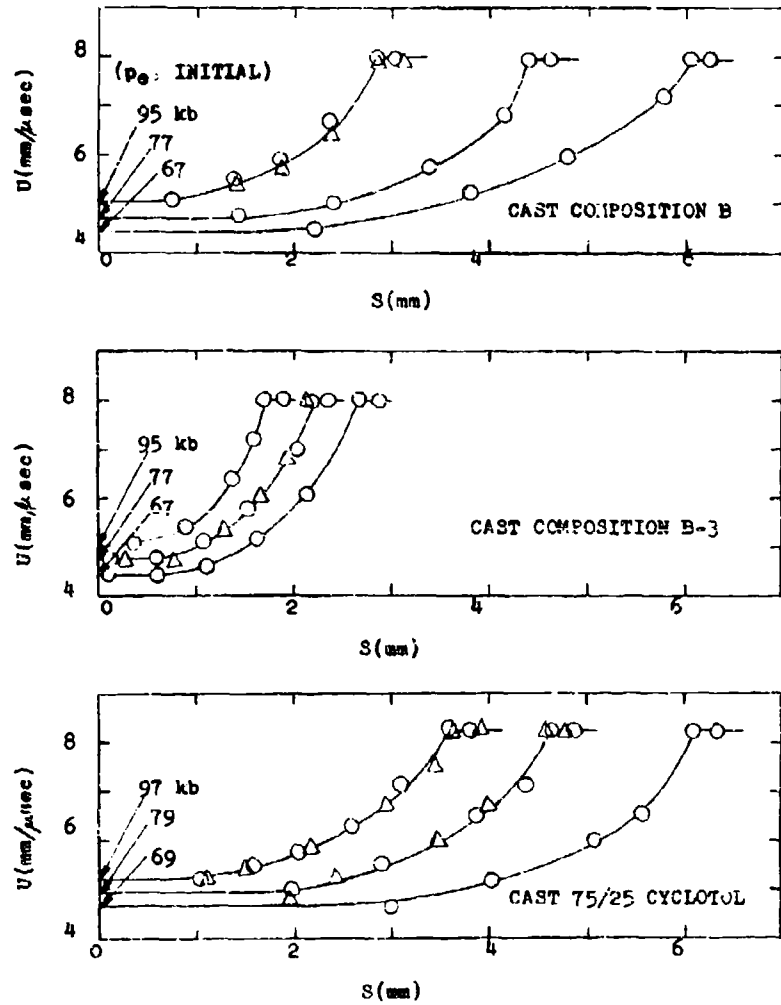 8
6
4
U(mm/μsec)
(pₑ, INITIAL)
95 kb
77
67
CAST COMPOSITION B
0 2 4 6
S(mm)
8
6
4
U(mm/μsec)
95 kb
77
67
CAST COMPOSITION B-3
0 2 4 6
S(mm)
8
6
4
U(mm/μsec)
97 kb
79
69
CAST 75/25 CYCLOTOL
0 2 4 6
S(mm)